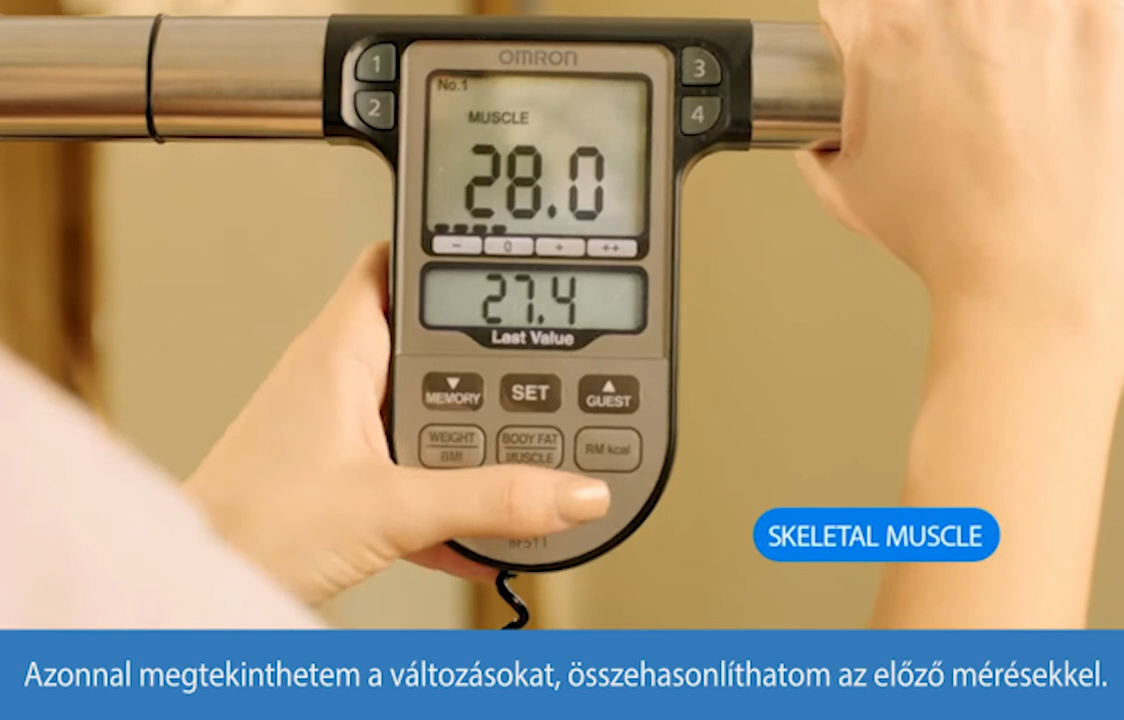 OMRON
1
2
3
4
No.1
MUSCLE
28.0
- 0 + ++
27.4
Last Value
▼ MEMORY
SET
▲ GUEST
WEIGHT
BMI
BODY FAT
MUSCLE
RM kcal
BF511
SKELETAL MUSCLE
Azonnal megtekinthetem a változásokat, összehasonlíthatom az előző mérésekkel.